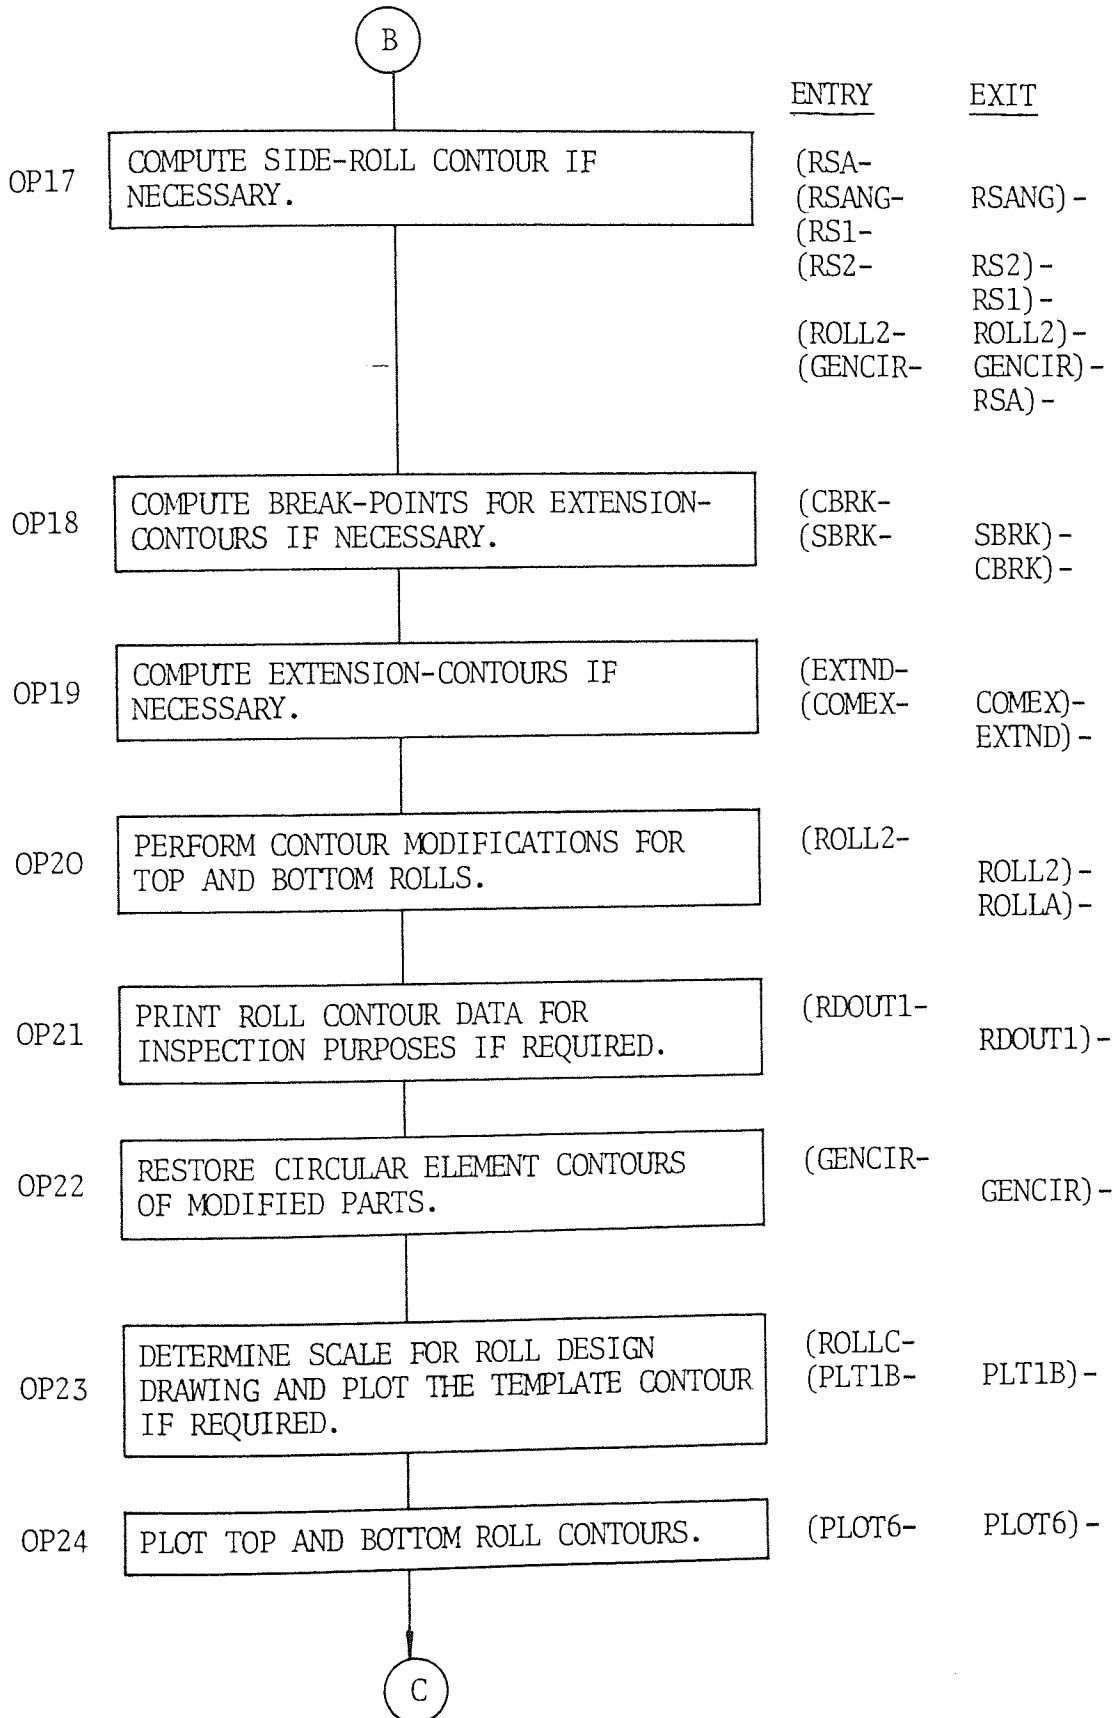 B
ENTRY EXIT
OP17 COMPUTE SIDE-ROLL CONTOUR IF
NECESSARY.
(RSA-
(RSANG- RSANG)-
(RS1-
(RS2- RS2)-
RS1)-
(ROLL2- ROLL2)-
(GENCIR- GENCIR)-
RSA)-
OP18 COMPUTE BREAK-POINTS FOR EXTENSION-
CONTOURS IF NECESSARY.
(CBRK-
(SBRK- SBRK)-
CBRK)-
OP19 COMPUTE EXTENSION-CONTOURS IF
NECESSARY.
(EXTND-
(COMEX- COMEX)-
EXTND)-
OP20 PERFORM CONTOUR MODIFICATIONS FOR
TOP AND BOTTOM ROLLS.
(ROLL2-
ROLL2)-
ROLLA)-
OP21 PRINT ROLL CONTOUR DATA FOR
INSPECTION PURPOSES IF REQUIRED.
(RDOUT1-
RDOUT1)-
OP22 RESTORE CIRCULAR ELEMENT CONTOURS
OF MODIFIED PARTS.
(GENCIR-
GENCIR)-
OP23 DETERMINE SCALE FOR ROLL DESIGN
DRAWING AND PLOT THE TEMPLATE CONTOUR
IF REQUIRED.
(ROLLC-
(PLT1B- PLT1B)-
OP24 PLOT TOP AND BOTTOM ROLL CONTOURS.
(PLOT6- PLOT6)-
C